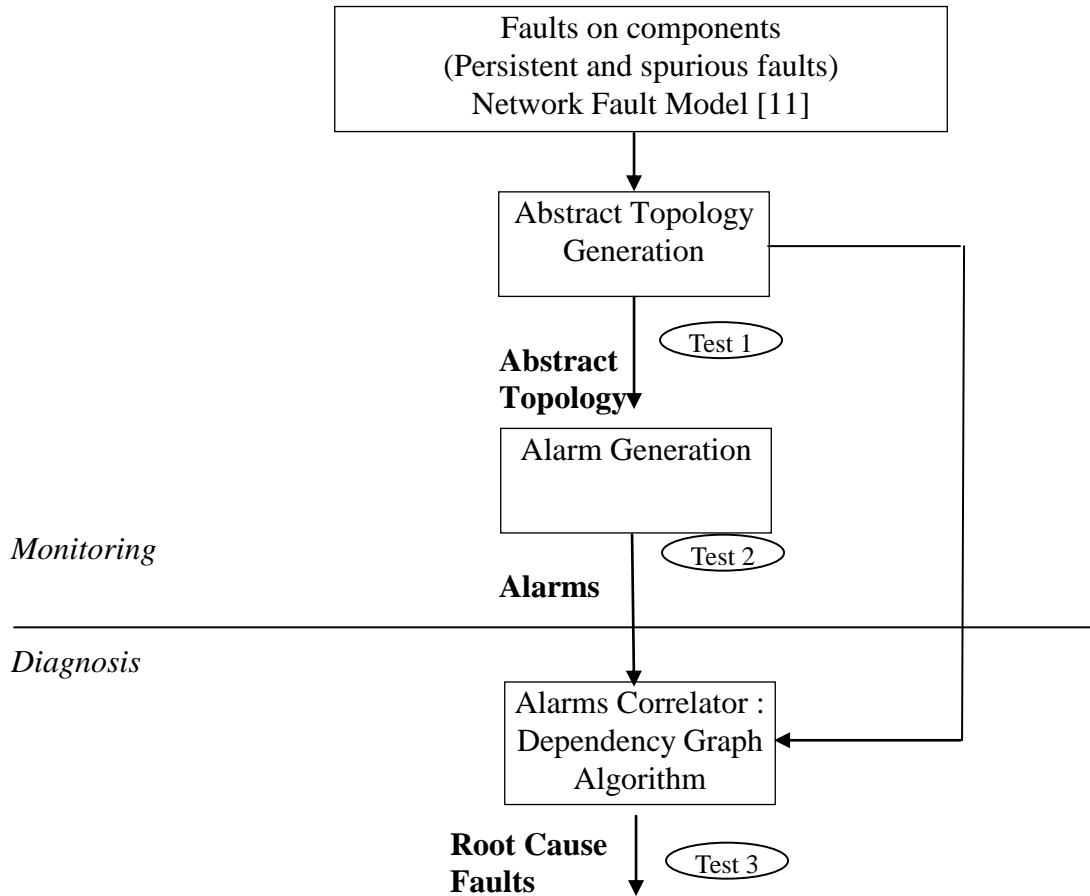 Faults on components
(Persistent and spurious faults)
Network Fault Model [11]
Abstract Topology
Generation
Test 1
Abstract
Topology
Alarm Generation
Monitoring
Test 2
Alarms
Diagnosis
Alarms Correlator :
Dependency Graph
Algorithm
Root Cause
Faults
Test 3